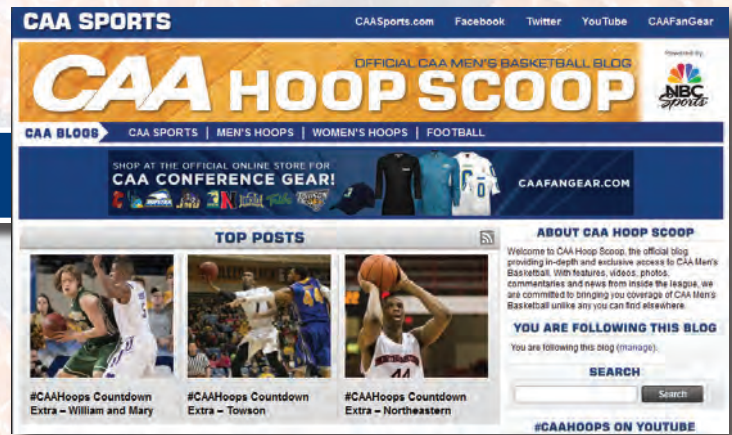 CAA SPORTS
CAASports.com Facebook Twitter YouTube CAAFanGear
OFFICIAL CAA MEN'S BASKETBALL BLOG
CAA HOOP SCOOP
Powered by
NBC Sports
CAA BLOGS CAA SPORTS | MEN'S HOOPS | WOMEN'S HOOPS | FOOTBALL
SHOP AT THE OFFICIAL ONLINE STORE FOR
CAA CONFERENCE GEAR!
CAAFANGEAR.COM
TOP POSTS
#CAAHoops Countdown
Extra – William and Mary
#CAAHoops Countdown
Extra – Towson
#CAAHoops Countdown
Extra – Northeastern
44
ABOUT CAA HOOP SCOOP
Welcome to CAA Hoop Scoop, the official blog
providing in-depth and exclusive access to CAA Men's
Basketball. With features, videos, photos,
commentaries and news from inside the league, we
are committed to bringing you coverage of CAA Men's
Basketball unlike any you can find elsewhere.
YOU ARE FOLLOWING THIS BLOG
You are following this blog (manage).
SEARCH
Search
#CAAHOOPS ON YOUTUBE